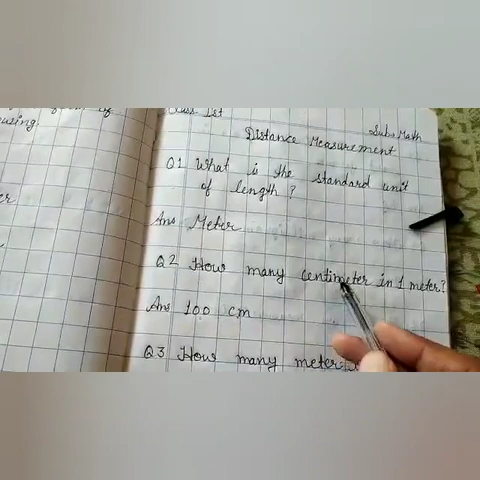 using.
Class 1st
Sub: Math
Distance Measurement
Q1 What is the standard unit
of length?
Ans Meter
Q2 How many centimeter in 1 meter?
Ans 100 cm
Q3 How many meter